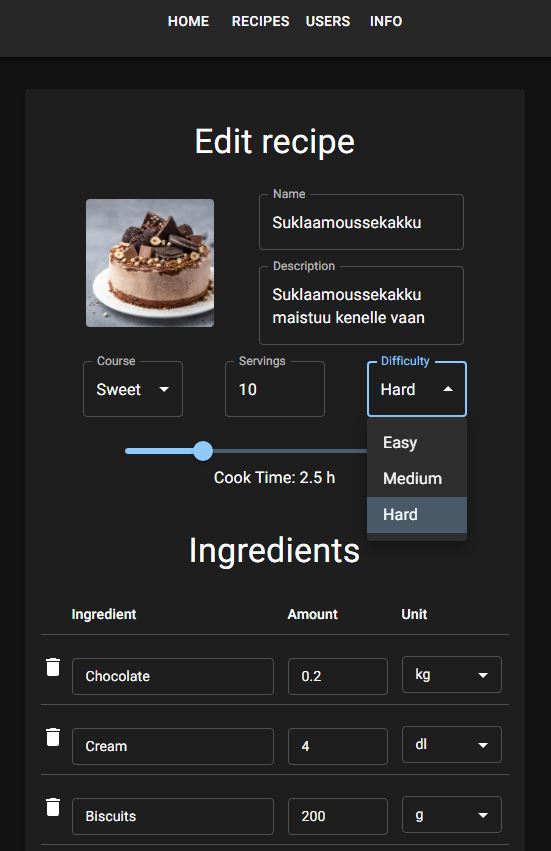 HOME RECIPES USERS INFO
Edit recipe
Name
Suklaamoussekakku
Description
Suklaamoussekakku
maistuu kenelle vaan
Course
Sweet
Servings
10
Difficulty
Hard
Easy
Medium
Hard
Cook Time: 2.5 h
Ingredients
Ingredient Amount Unit
Chocolate 0.2 kg
Cream 4 dl
Biscuits 200 g